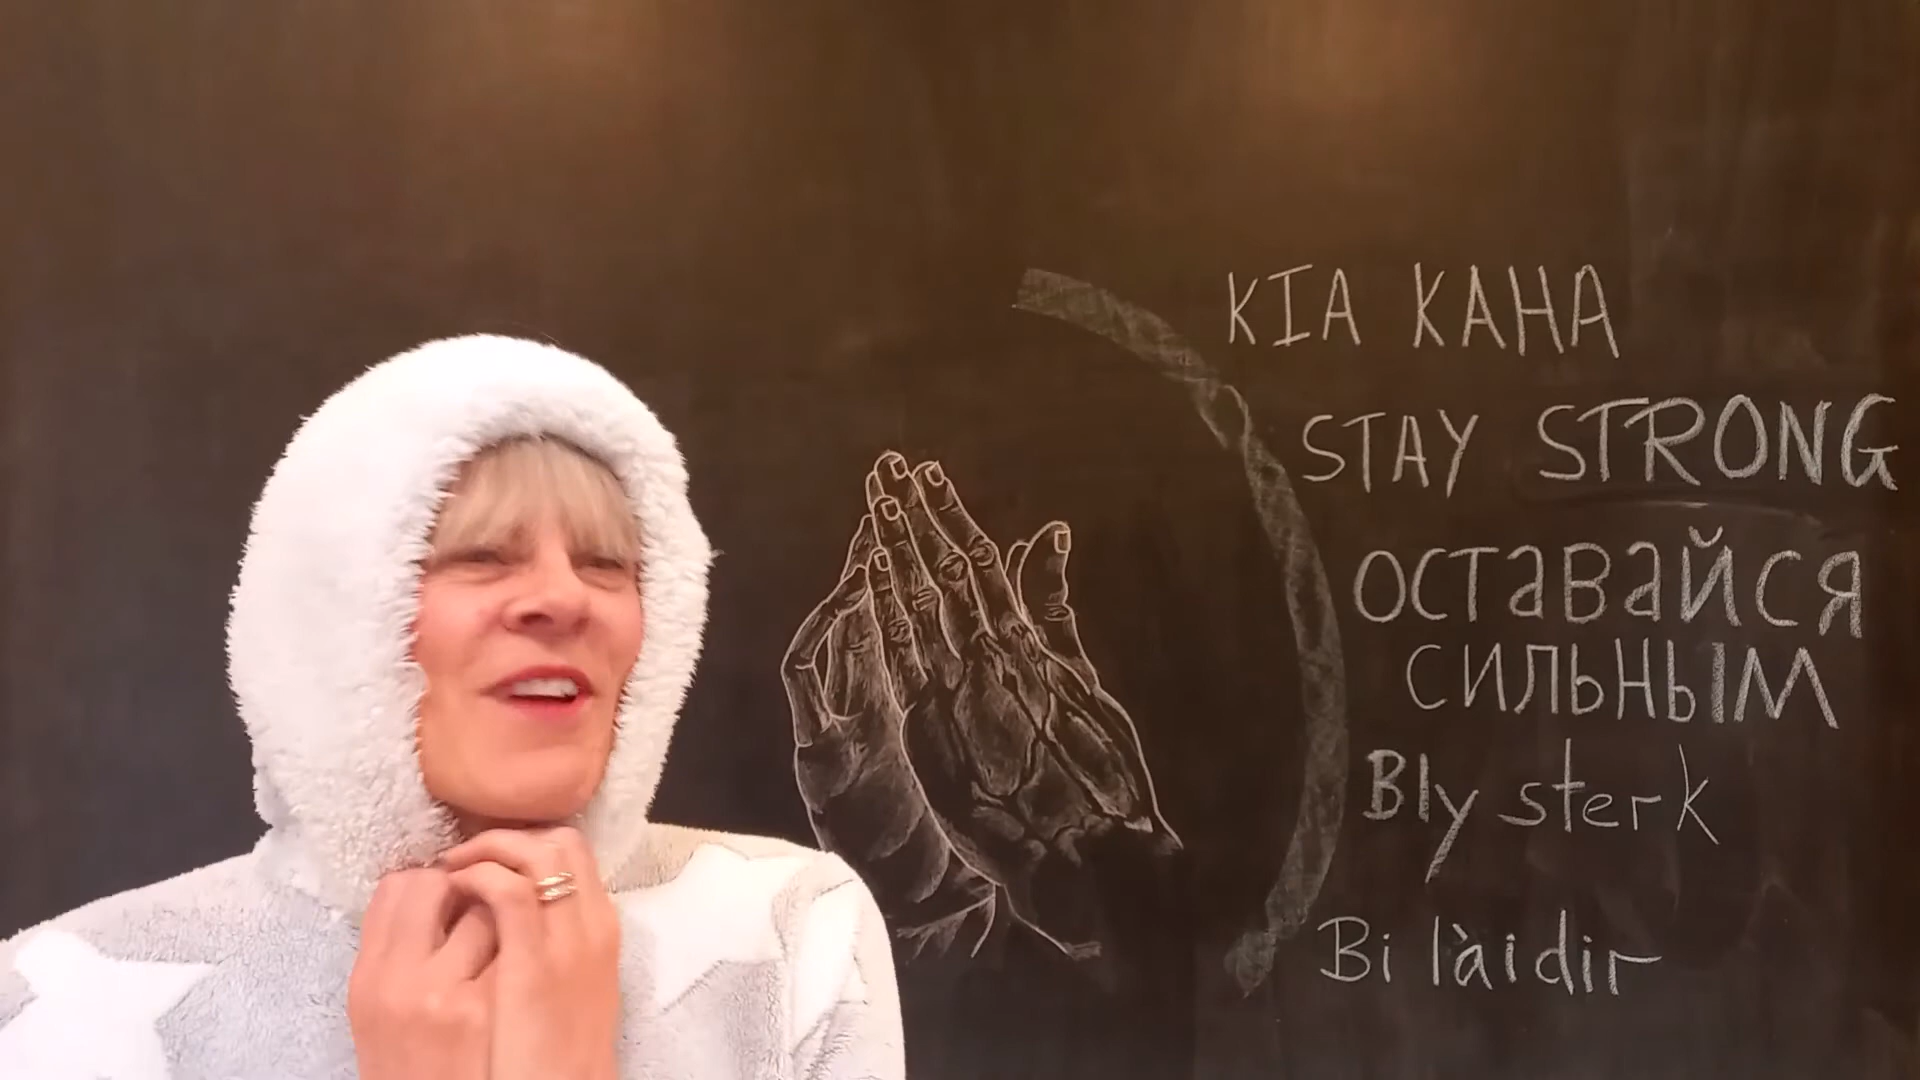 KIA KAHA
STAY STRONG
ОСТАВАЙСЯ
СИЛЬНЫМ
Bly sterk
Bi làidir